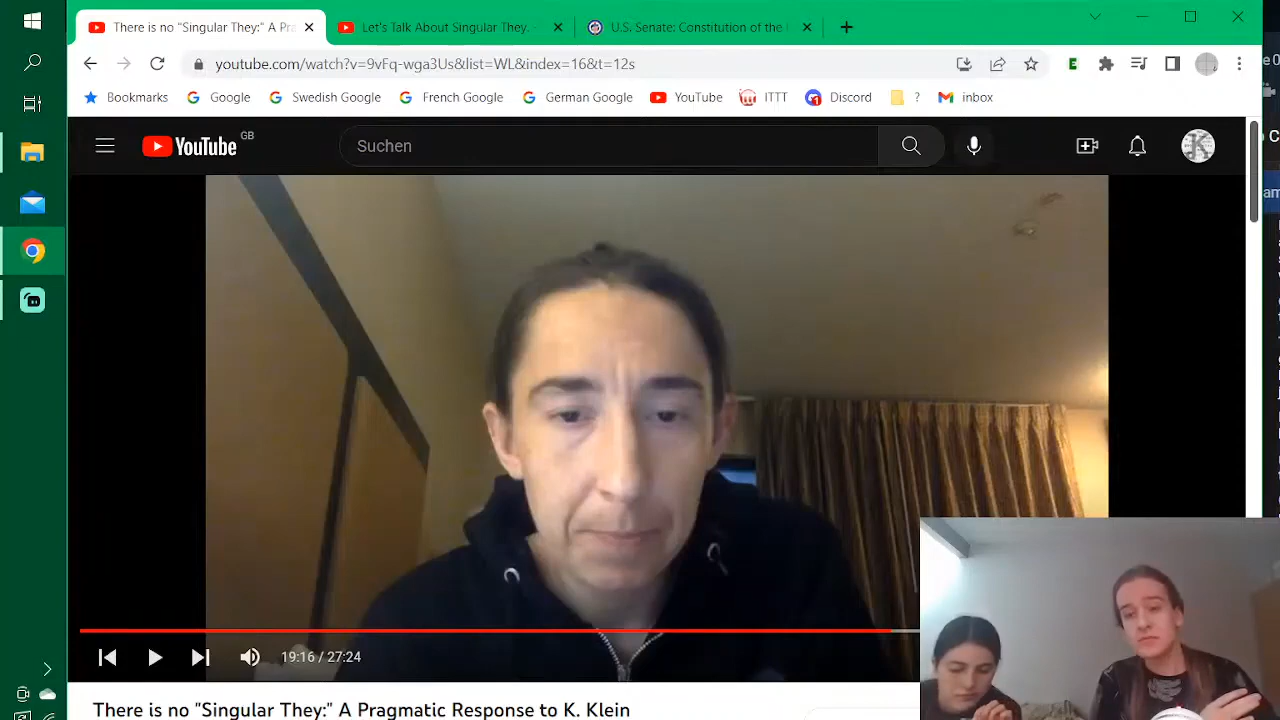 There is no "Singular They:" A Pra
Let's Talk About Singular They.
U.S. Senate: Constitution of the
youtube.com/watch?v=9vFq-wga3Us&list=WL&index=16&t=12s
Bookmarks Google Swedish Google French Google German Google YouTube ITTT Discord ? inbox
YouTube GB
Suchen
19:16 / 27:24
There is no "Singular They:" A Pragmatic Response to K. Klein